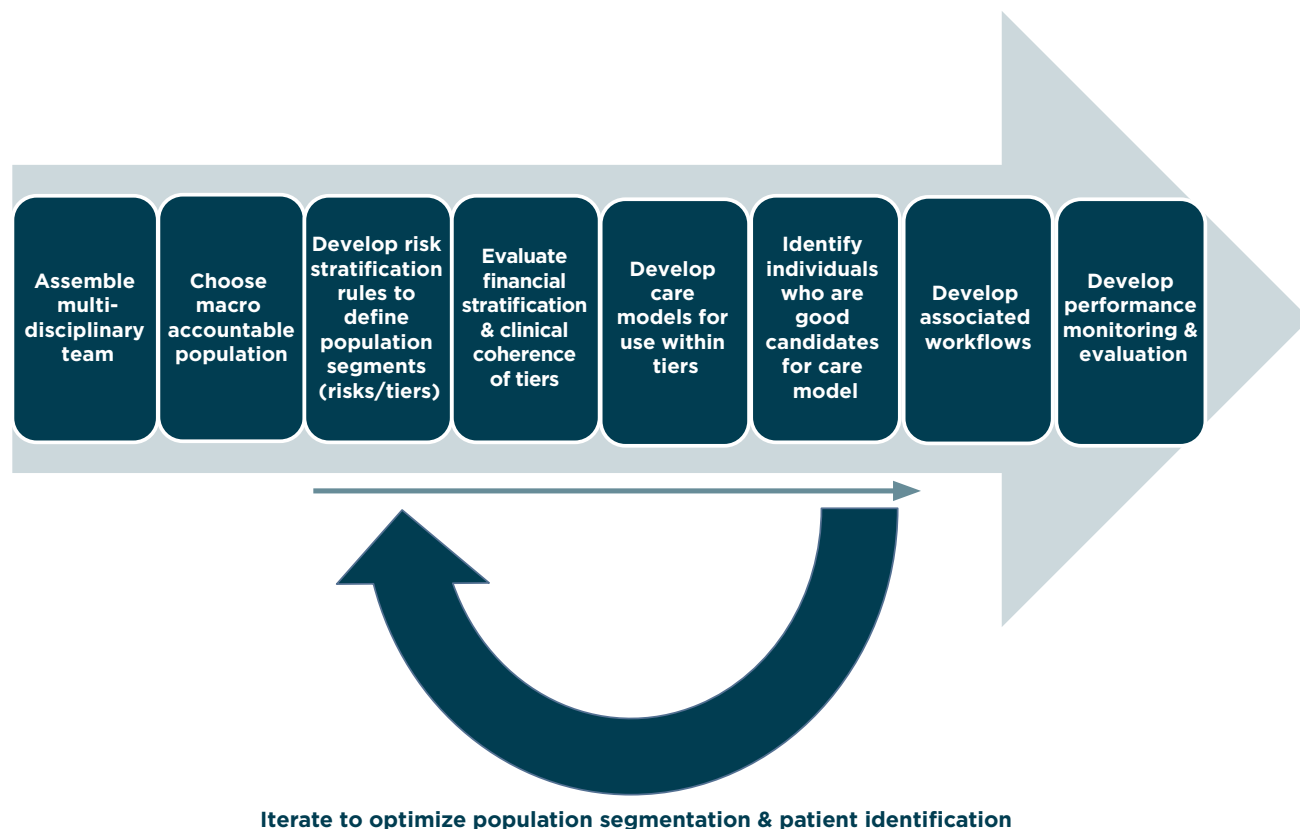 Assemble
multi-
disciplinary
team
Choose
macro
accountable
population
Develop risk
stratification
rules to
define
population
segments
(risks/tiers)
Evaluate
financial
stratification
& clinical
coherence
of tiers
Develop
care
models for
use within
tiers
Identify
individuals
who are
good
candidates
for care
model
Develop
associated
workflows
Develop
performance
monitoring &
evaluation
Iterate to optimize population segmentation & patient identification